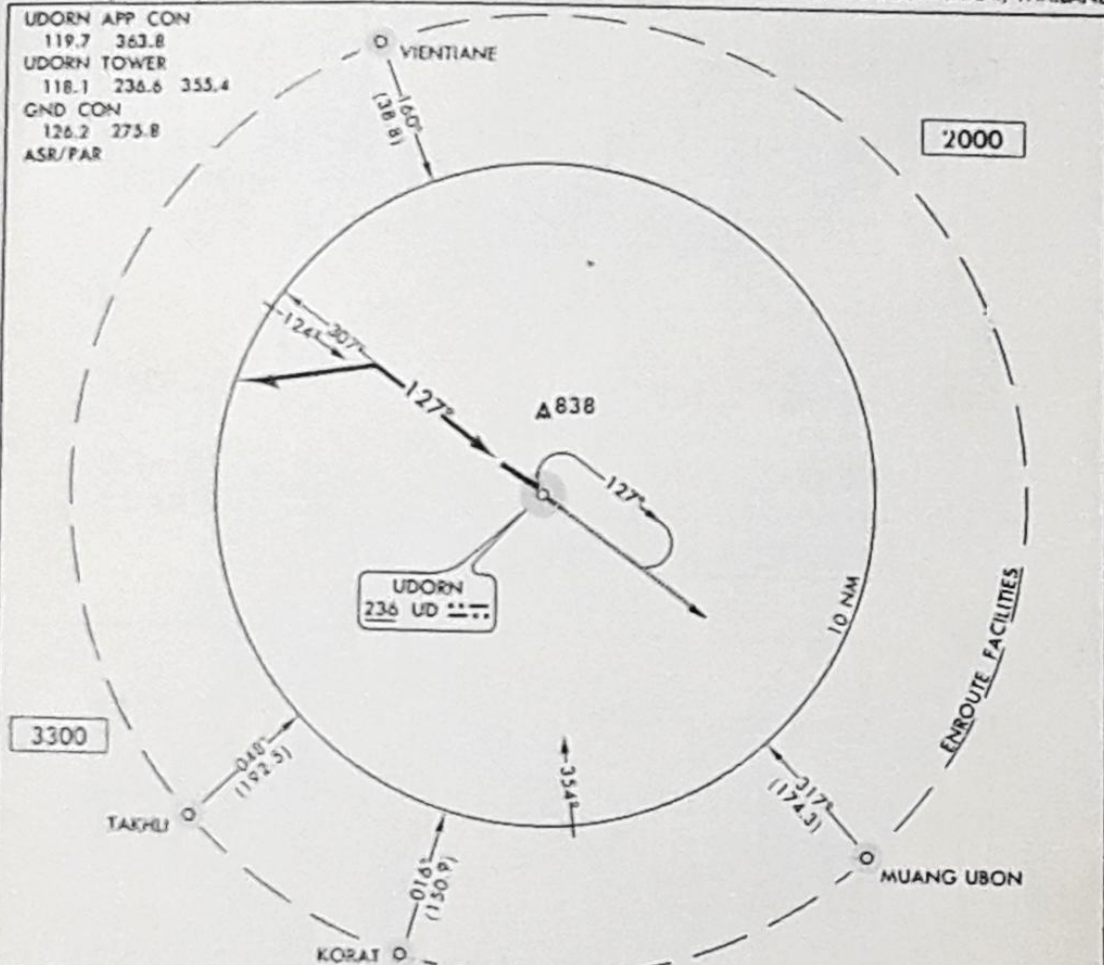 THAILAND
UDORN APP CON
119.7 363.8
UDORN TOWER
118.1 236.6 355.4
GND CON
126.2 275.8
ASR/PAR
VIENTIANE
160°
(38.8)
2000
124°
307°
127°
838
127°
UDORN
236 UD
10 NM
ENROUTE FACILITIES
3300
048°
(192.5)
TAKHLI
354°
317°
(174.3)
MUANG UBON
016°
(150.9)
KORAT